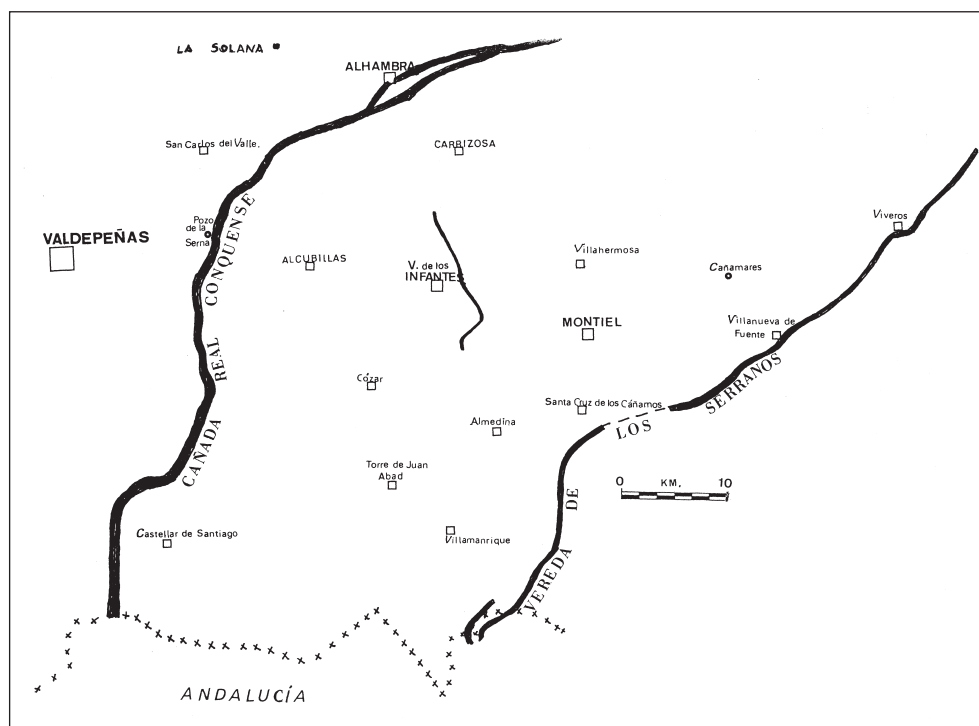 LA SOLANA
ALHAMBRA
San Carlos del Valle.
CARRIZOSA
Pozo
de la
Serna
VALDEPEÑAS
ALCUBILLAS
V. de los
INFANTES
Villahermosa
Viveros
Cañamares
MONTIEL
Villanueva de
Fuente
CAÑADA REAL CONQUENSE
Cózar
Santa Cruz de los Cáñamos
Almedina
VEREDA DE LOS SERRANOS
Torre de Juan
Abad
0 KM. 10
Castellar de Santiago
Villamanrique
ANDALUCÍA